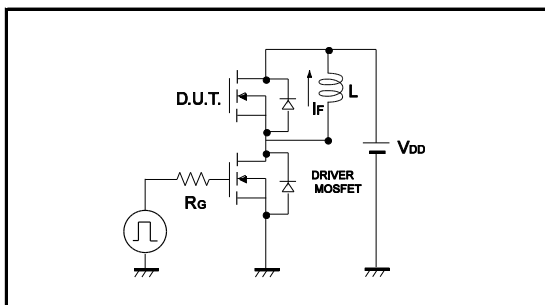 D.U.T.
IF
L
VDD
DRIVER
MOSFET
RG